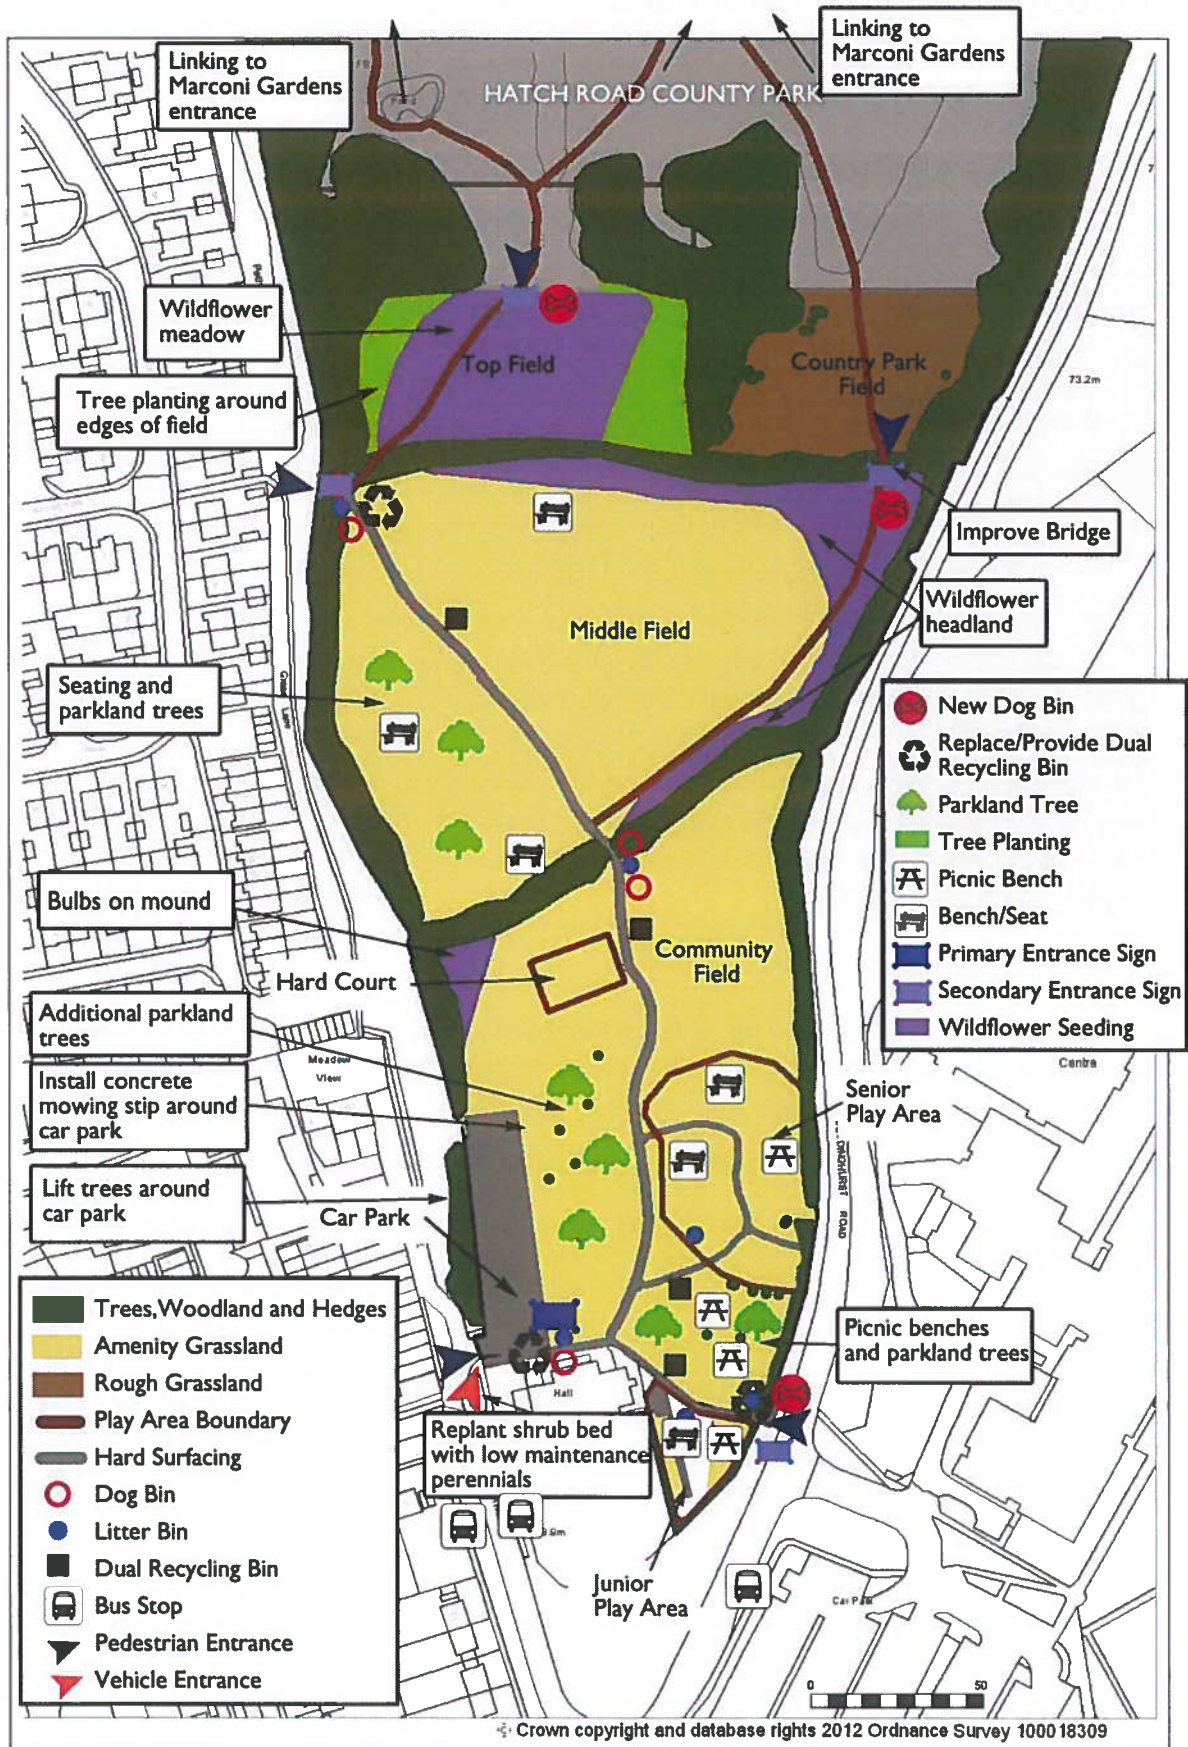 Linking to
Marconi Gardens
entrance
Linking to
Marconi Gardens
entrance
HATCH ROAD COUNTY PARK
Wildflower
meadow
Top Field
Country Park
Field
73.2m
Tree planting around
edges of field
Improve Bridge
Wildflower
headland
Middle Field
Seating and
parkland trees
New Dog Bin
Replace/Provide Dual
Recycling Bin
Parkland Tree
Tree Planting
Picnic Bench
Bench/Seat
Primary Entrance Sign
Secondary Entrance Sign
Wildflower Seeding
Bulbs on mound
Community
Field
Hard Court
Additional parkland
trees
Meadow
View
Centre
Install concrete
mowing stip around
car park
Senior
Play Area
Lift trees around
car park
Car Park
ROAD
Trees,Woodland and Hedges
Amenity Grassland
Rough Grassland
Play Area Boundary
Hard Surfacing
Dog Bin
Litter Bin
Dual Recycling Bin
Bus Stop
Pedestrian Entrance
Vehicle Entrance
Picnic benches
and parkland trees
Hall
Replant shrub bed
with low maintenance
perennials
Junior
Play Area
Car Park
0 50
Crown copyright and database rights 2012 Ordnance Survey 100018309